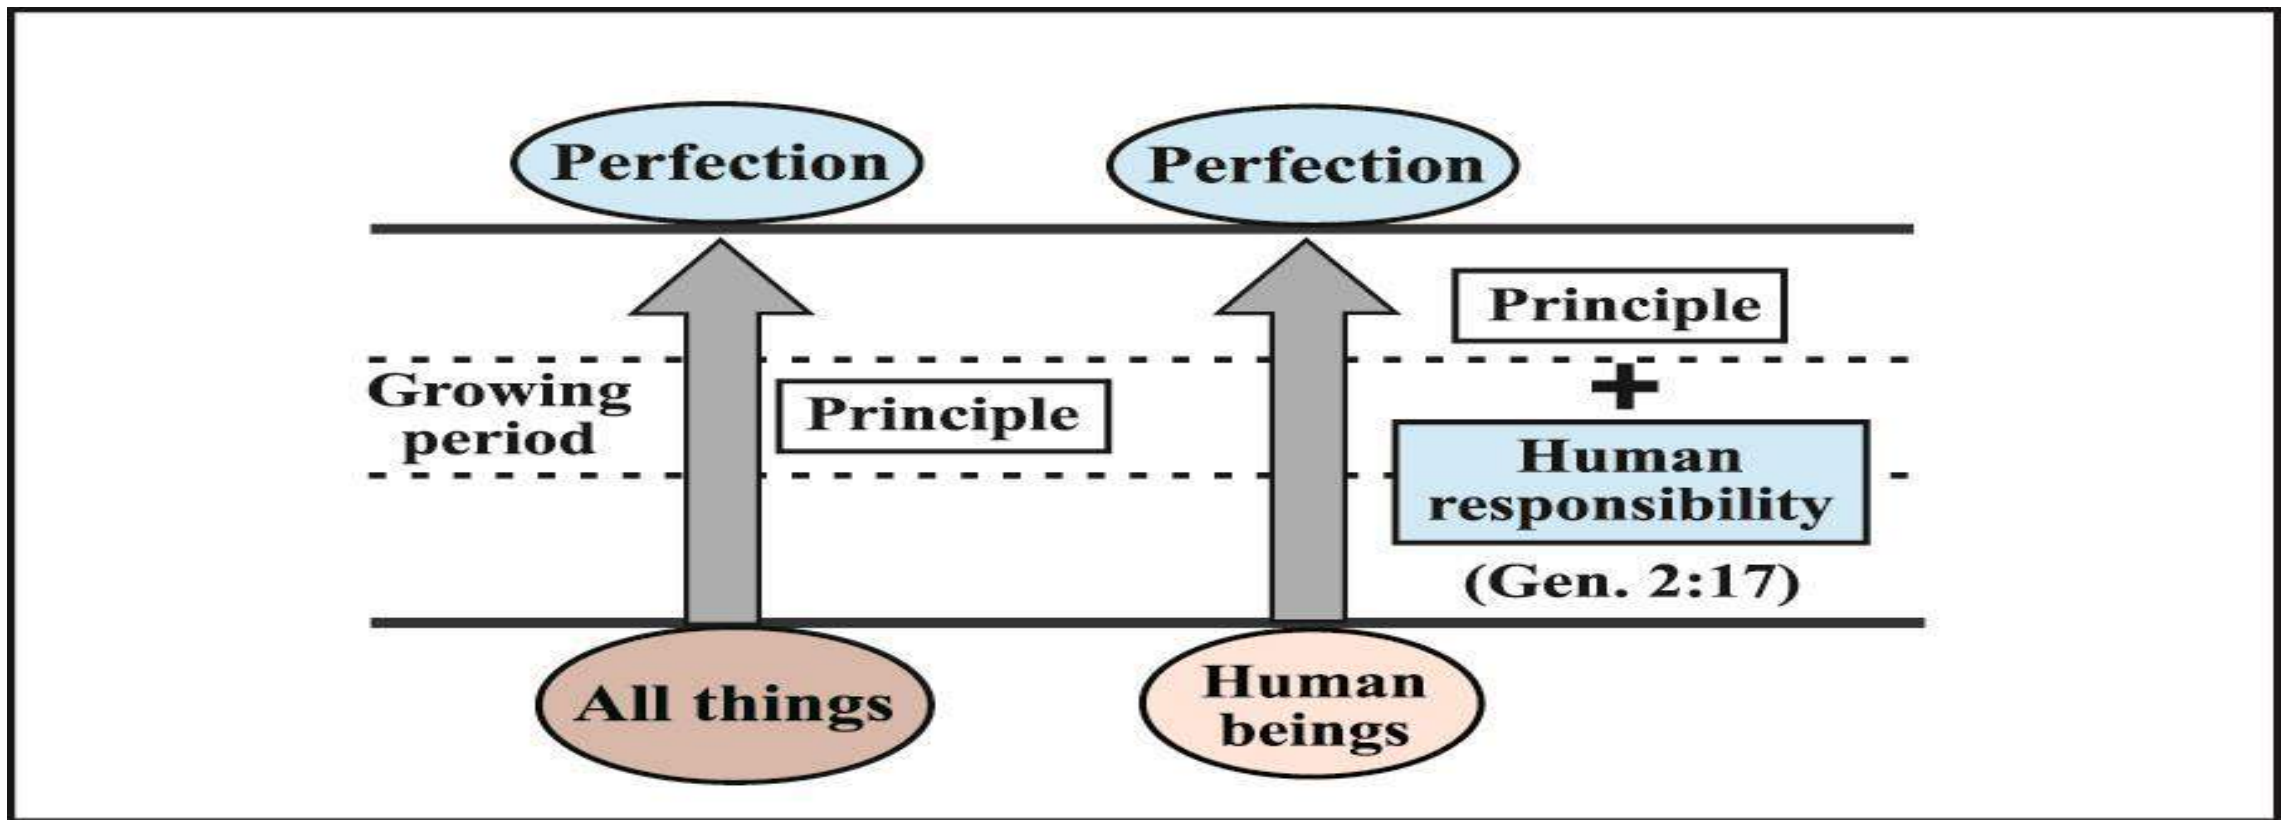 Perfection
Perfection
Principle
+
Growing
period
Principle
Human
responsibility
(Gen. 2:17)
All things
Human
beings